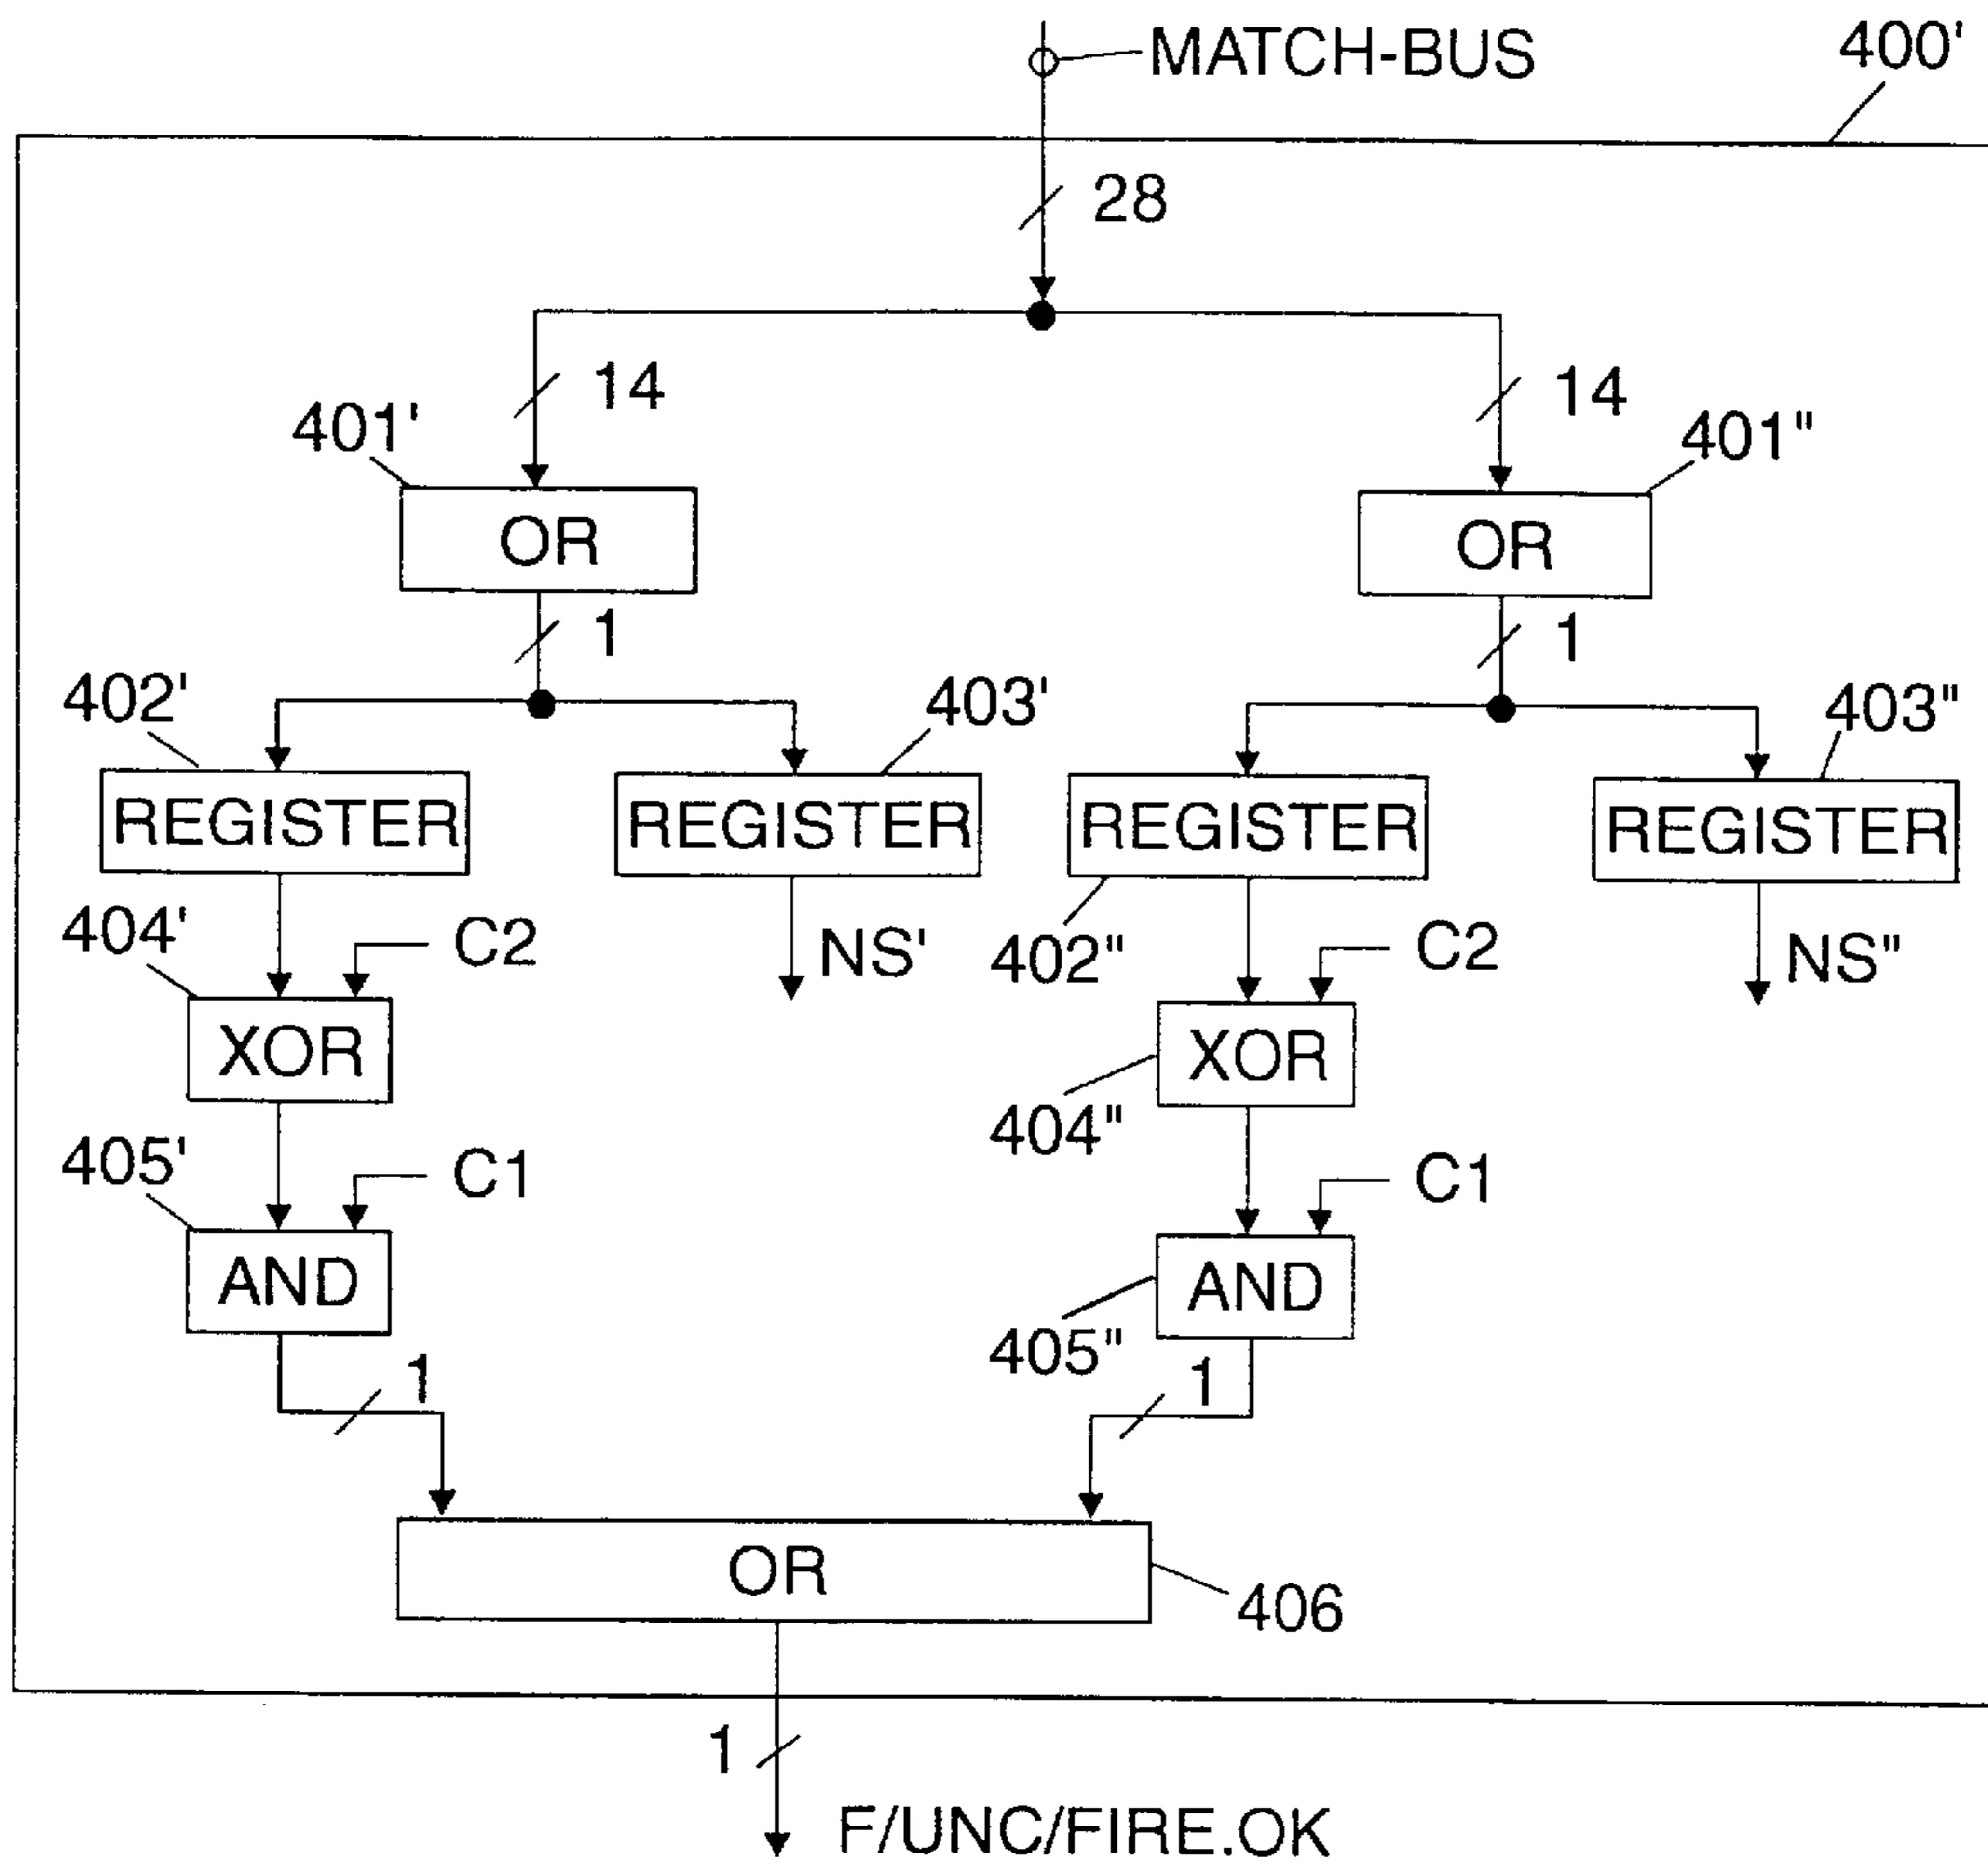 MATCH-BUS
400'
28
14
14
401'
401"
OR
OR
1
1
402'
403'
403"
REGISTER
REGISTER
REGISTER
REGISTER
404'
C2
NS'
402"
C2
NS"
XOR
XOR
404"
405'
C1
C1
AND
AND
405"
1
1
OR
406
1
F/UNC/FIRE.OK